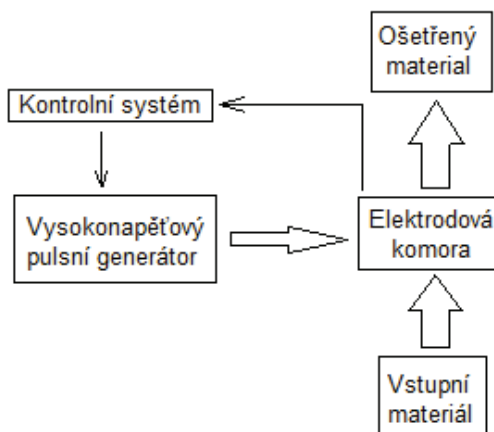 Ošetřený
material
Kontrolní systém
Vysokonapěťový
pulsní generátor
Elektrodová
komora
Vstupní
materiál